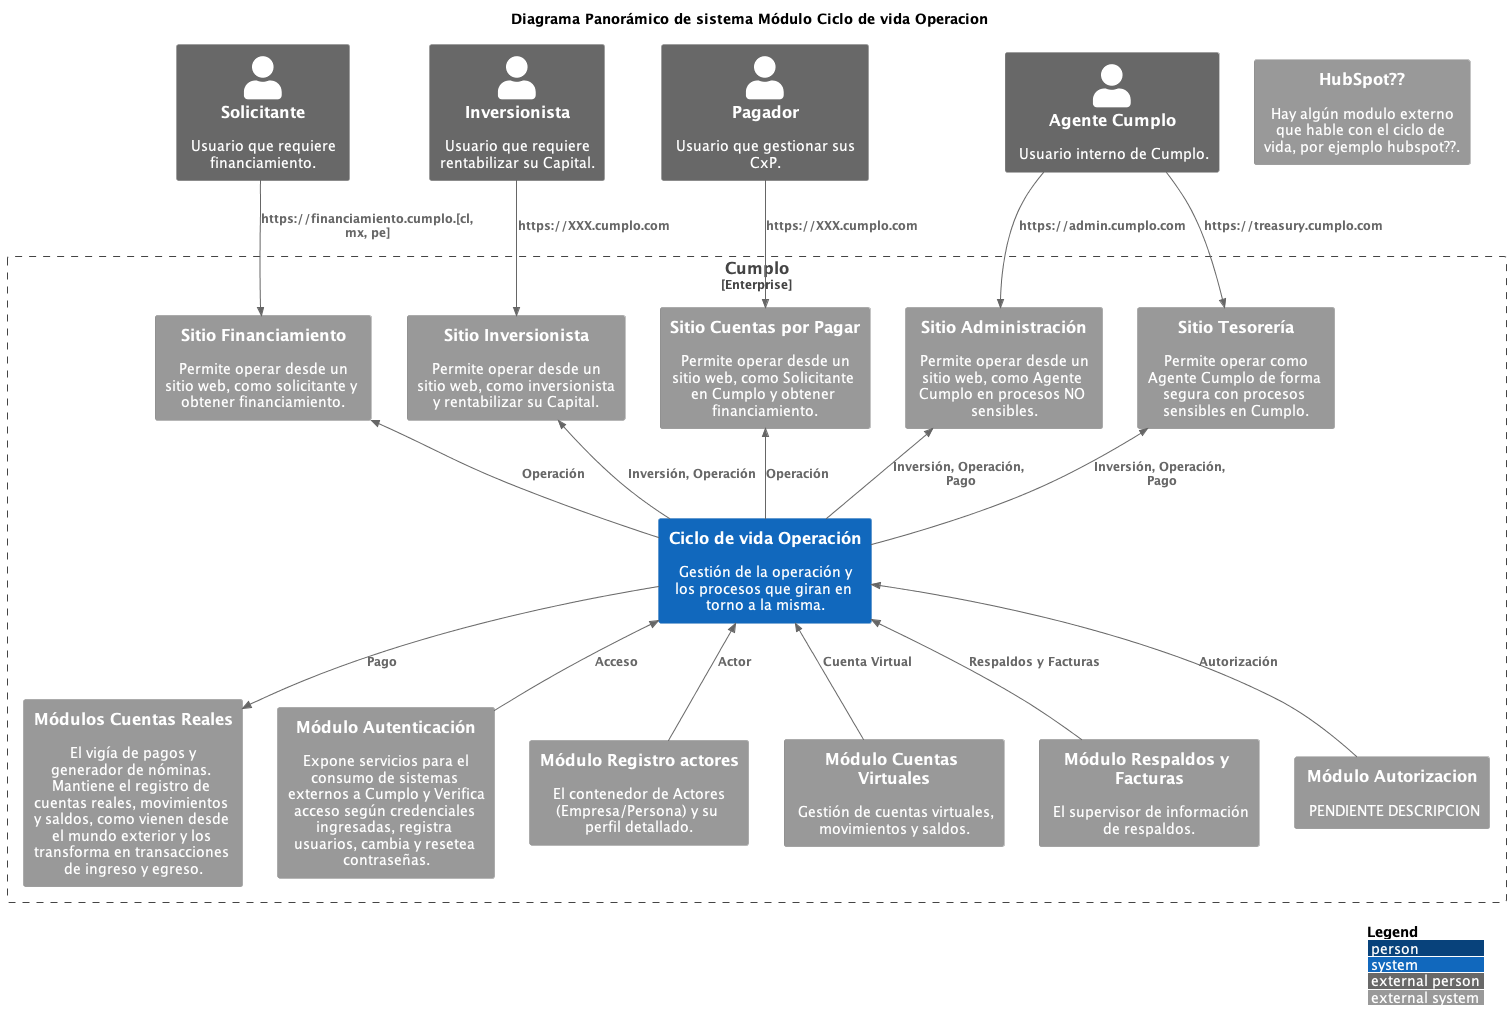 Diagrama Panorámico de sistema Módulo Ciclo de vida Operacion
Solicitante
Usuario que requiere
financiamiento.
Inversionista
Usuario que requiere
rentabilizar su Capital.
Pagador
Usuario que gestionar sus
CxP.
Agente Cumplo
Usuario interno de Cumplo.
HubSpot??
Hay algún modulo externo
que hable con el ciclo de
vida, por ejemplo hubspot??.
https://financiamiento.cumplo.[cl,
mx, pe]
https://XXX.cumplo.com
https://XXX.cumplo.com
https://admin.cumplo.com
https://treasury.cumplo.com
Cumplo
[Enterprise]
Sitio Financiamiento
Permite operar desde un
sitio web, como solicitante y
obtener financiamiento.
Sitio Inversionista
Permite operar desde un
sitio web, como inversionista
y rentabilizar su Capital.
Sitio Cuentas por Pagar
Permite operar desde un
sitio web, como Solicitante
en Cumplo y obtener
financiamiento.
Sitio Administración
Permite operar desde un
sitio web, como Agente
Cumplo en procesos NO
sensibles.
Sitio Tesorería
Permite operar como
Agente Cumplo de forma
segura con procesos
sensibles en Cumplo.
Operación
Inversión, Operación
Operación
Inversión, Operación,
Pago
Inversión, Operación,
Pago
Ciclo de vida Operación
Gestión de la operación y
los procesos que giran en
torno a la misma.
Pago
Acceso
Actor
Cuenta Virtual
Respaldos y Facturas
Autorización
Módulos Cuentas Reales
El vigía de pagos y
generador de nóminas.
Mantiene el registro de
cuentas reales, movimientos
y saldos, como vienen desde
el mundo exterior y los
transforma en transacciones
de ingreso y egreso.
Módulo Autenticación
Expone servicios para el
consumo de sistemas
externos a Cumplo y Verifica
acceso según credenciales
ingresadas, registra
usuarios, cambia y resetea
contraseñas.
Módulo Registro actores
El contenedor de Actores
(Empresa/Persona) y su
perfil detallado.
Módulo Cuentas
Virtuales
Gestión de cuentas virtuales,
movimientos y saldos.
Módulo Respaldos y
Facturas
El supervisor de información
de respaldos.
Módulo Autorizacion
PENDIENTE DESCRIPCION
Legend
person
system
external person
external system